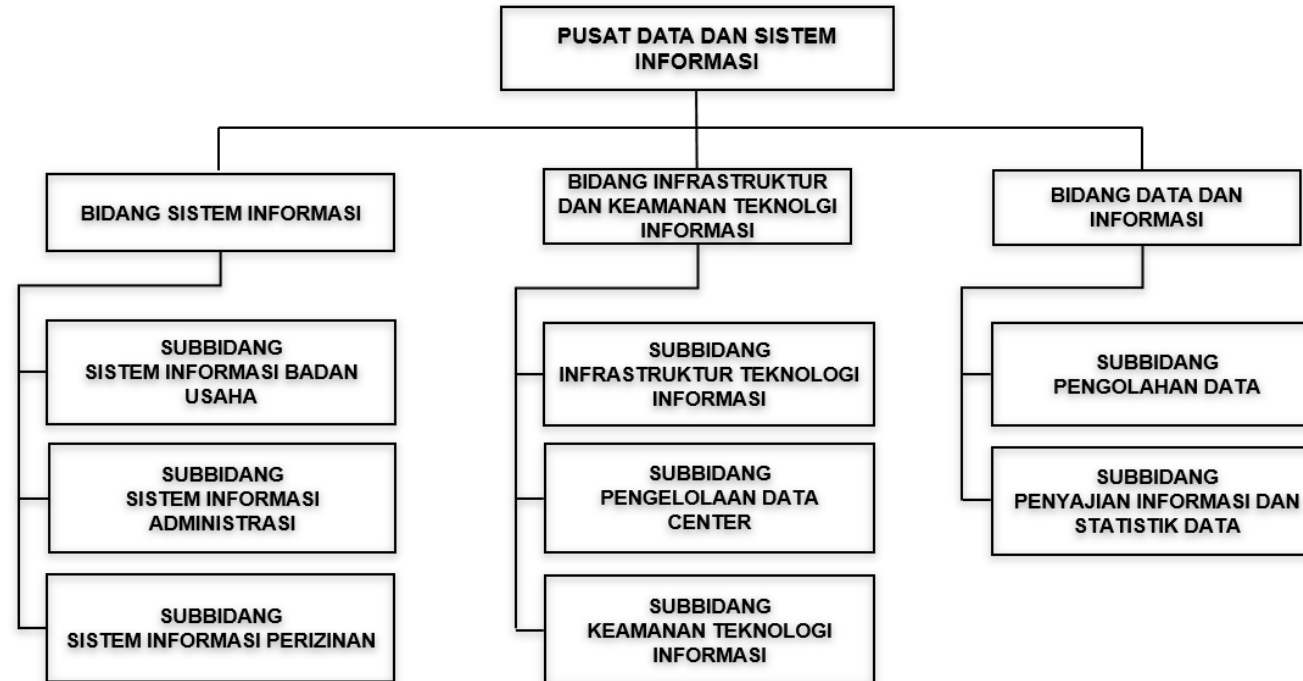 PUSAT DATA DAN SISTEM
INFORMASI
BIDANG SISTEM INFORMASI
BIDANG INFRASTRUKTUR
DAN KEAMANAN TEKNOLGI
INFORMASI
BIDANG DATA DAN
INFORMASI
SUBBIDANG
SISTEM INFORMASI BADAN
USAHA
SUBBIDANG
INFRASTRUKTUR TEKNOLOGI
INFORMASI
SUBBIDANG
PENGOLAHAN DATA
SUBBIDANG
SISTEM INFORMASI
ADMINISTRASI
SUBBIDANG
PENGELOLAAN DATA
CENTER
SUBBIDANG
PENYAJIAN INFORMASI DAN
STATISTIK DATA
SUBBIDANG
SISTEM INFORMASI PERIZINAN
SUBBIDANG
KEAMANAN TEKNOLOGI
INFORMASI